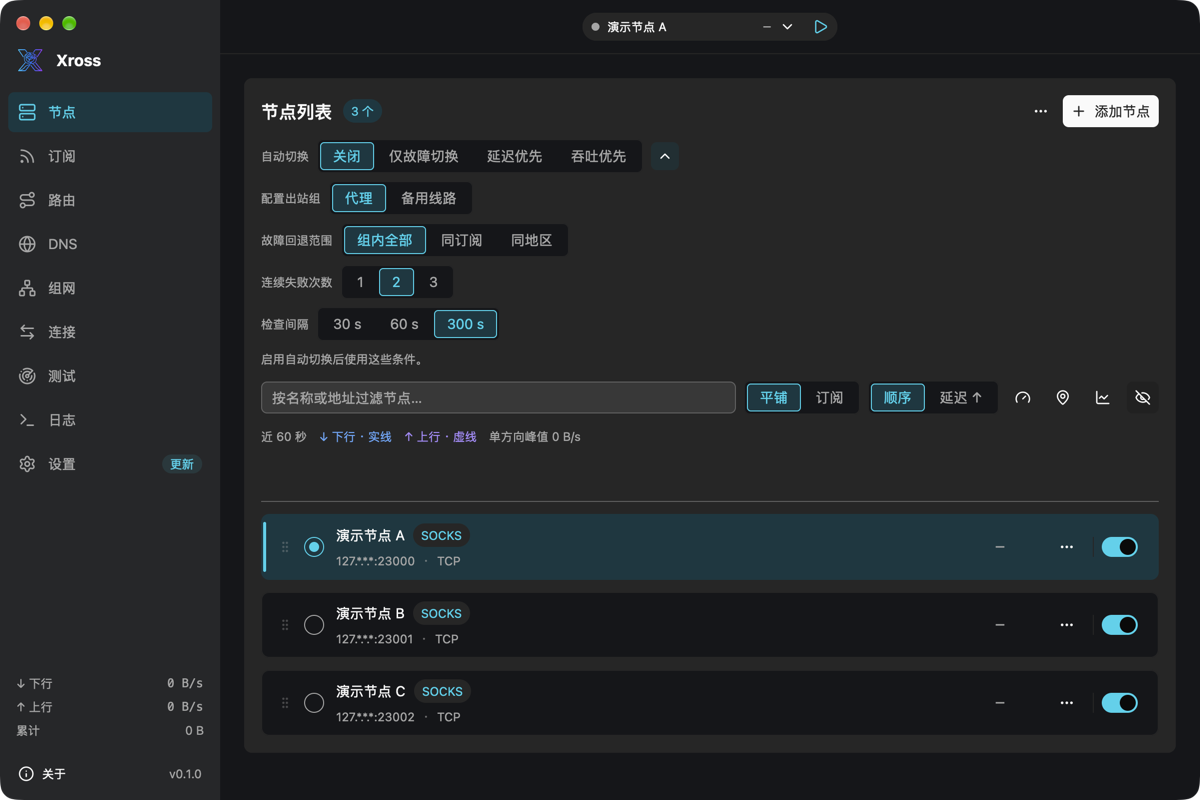 演示节点 A –
Xross
节点
订阅
路由
DNS
组网
连接
测试
日志
设置 更新
↓ 下行 0 B/s
↑ 上行 0 B/s
累计 0 B
关于 v0.1.0
节点列表 3 个 ··· + 添加节点
自动切换 关闭 仅故障切换 延迟优先 吞吐优先
配置出站组 代理 备用线路
故障回退范围 组内全部 同订阅 同地区
连续失败次数 1 2 3
检查间隔 30 s 60 s 300 s
启用自动切换后使用这些条件。
按名称或地址过滤节点... 平铺 订阅 顺序 延迟 ↑
近 60 秒 ↓ 下行 · 实线 ↑ 上行 · 虚线 单方向峰值 0 B/s
演示节点 A SOCKS
127.***:23000 · TCP – ···
演示节点 B SOCKS
127.***:23001 · TCP – ···
演示节点 C SOCKS
127.***:23002 · TCP – ···